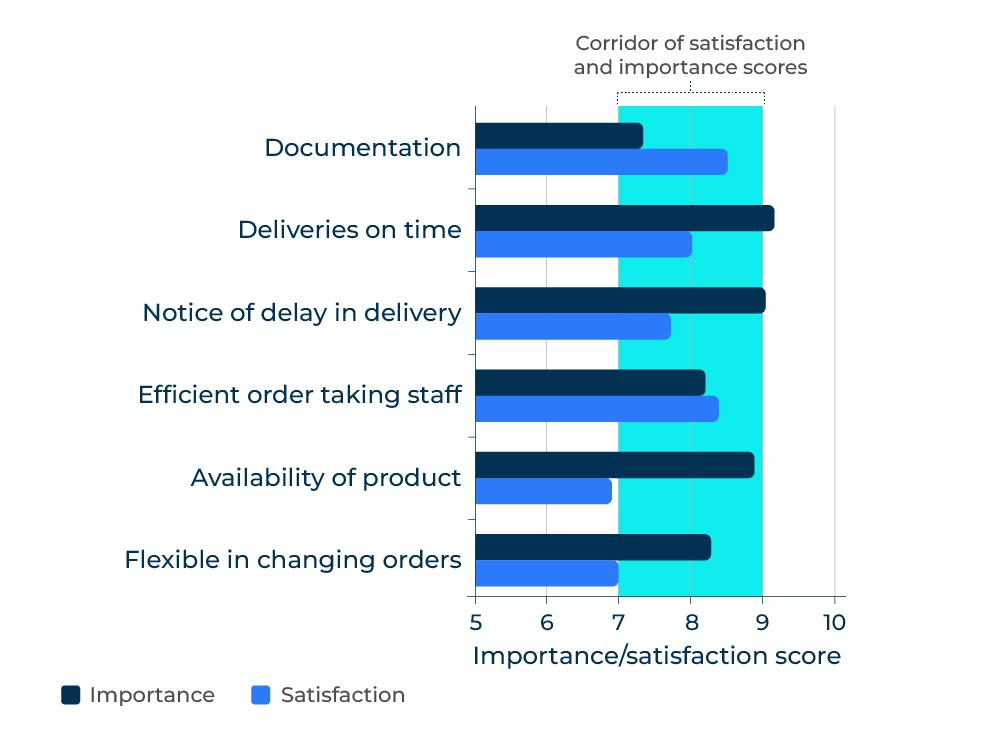 Corridor of satisfaction
and importance scores
Documentation
Deliveries on time
Notice of delay in delivery
Efficient order taking staff
Availability of product
Flexible in changing orders
5 6 7 8 9 10
Importance/satisfaction score
Importance Satisfaction